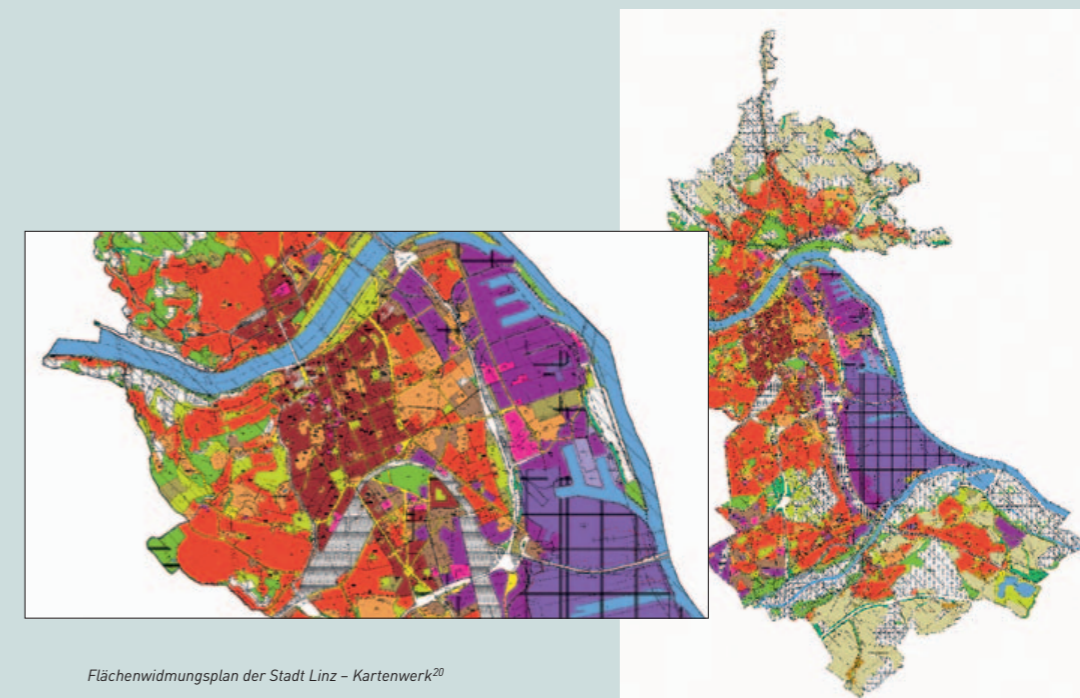 Flächenwidmungsplan der Stadt Linz – Kartenwerk²⁰